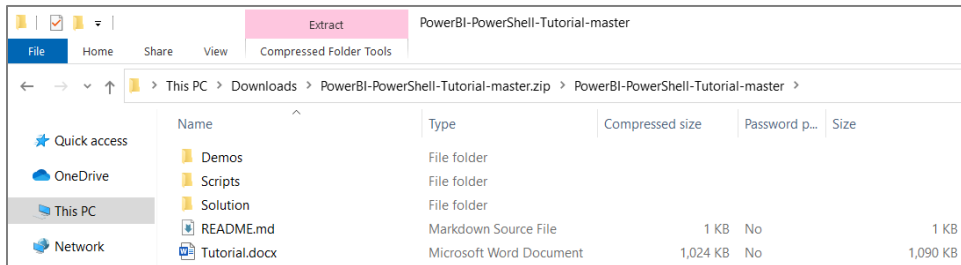 Extract PowerBI-PowerShell-Tutorial-master
File Home Share View Compressed Folder Tools
This PC > Downloads > PowerBI-PowerShell-Tutorial-master.zip > PowerBI-PowerShell-Tutorial-master >
Name Type Compressed size Password p... Size
Quick access
OneDrive
This PC
Network
Demos File folder
Scripts File folder
Solution File folder
README.md Markdown Source File 1 KB No 1 KB
Tutorial.docx Microsoft Word Document 1,024 KB No 1,090 KB